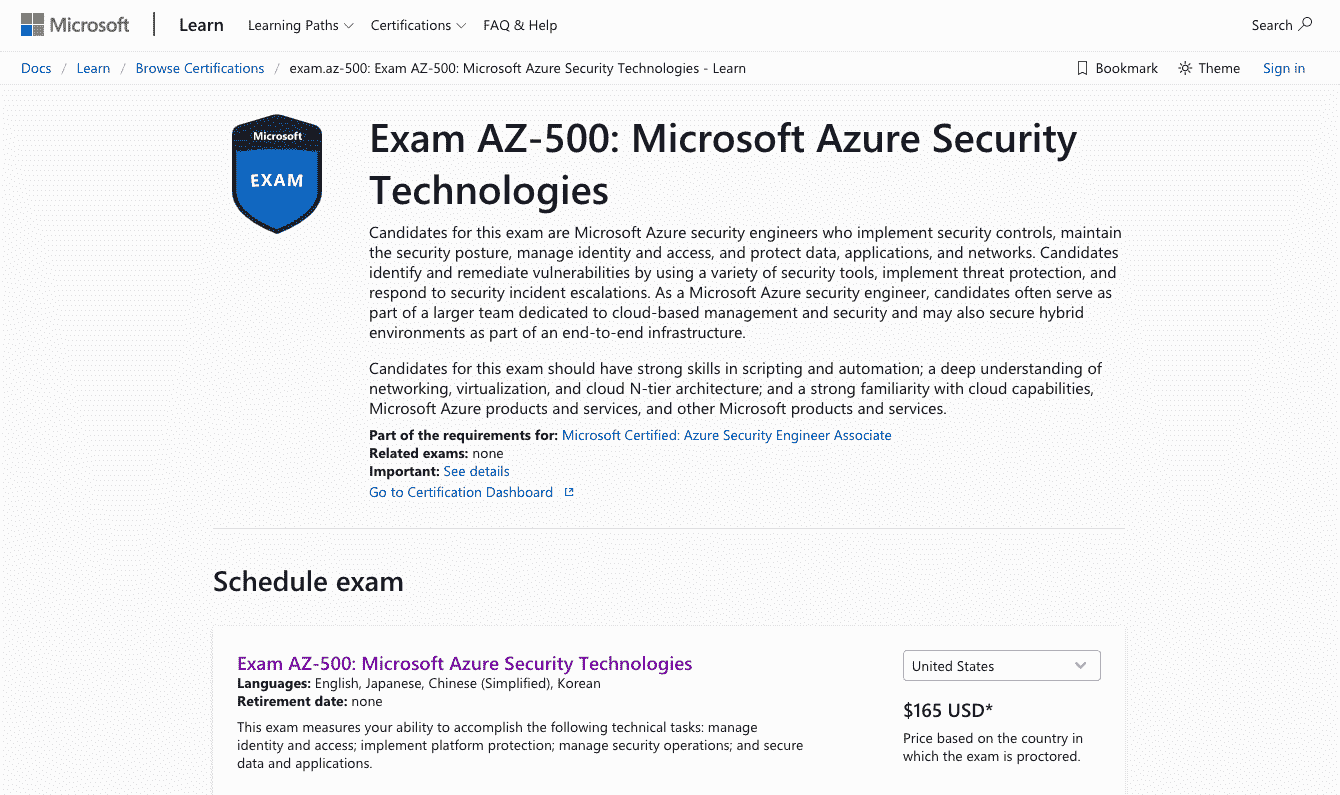 Microsoft Learn Learning Paths Certifications FAQ & Help Search
Docs / Learn / Browse Certifications / exam.az-500: Exam AZ-500: Microsoft Azure Security Technologies - Learn Bookmark Theme Sign in
Microsoft
EXAM
Exam AZ-500: Microsoft Azure Security
Technologies
Candidates for this exam are Microsoft Azure security engineers who implement security controls, maintain
the security posture, manage identity and access, and protect data, applications, and networks. Candidates
identify and remediate vulnerabilities by using a variety of security tools, implement threat protection, and
respond to security incident escalations. As a Microsoft Azure security engineer, candidates often serve as
part of a larger team dedicated to cloud-based management and security and may also secure hybrid
environments as part of an end-to-end infrastructure.
Candidates for this exam should have strong skills in scripting and automation; a deep understanding of
networking, virtualization, and cloud N-tier architecture; and a strong familiarity with cloud capabilities,
Microsoft Azure products and services, and other Microsoft products and services.
Part of the requirements for: Microsoft Certified: Azure Security Engineer Associate
Related exams: none
Important: See details
Go to Certification Dashboard
Schedule exam
Exam AZ-500: Microsoft Azure Security Technologies
Languages: English, Japanese, Chinese (Simplified), Korean
Retirement date: none
This exam measures your ability to accomplish the following technical tasks: manage
identity and access; implement platform protection; manage security operations; and secure
data and applications.
United States
$165 USD*
Price based on the country in
which the exam is proctored.